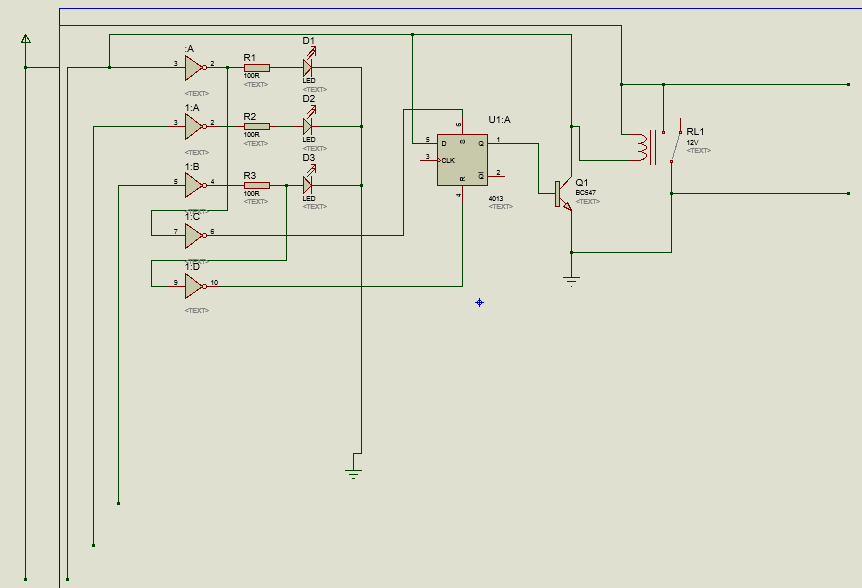 :A
3
2
<TEXT>
R1
100R
<TEXT>
D1
LED
<TEXT>
1:A
3
2
<TEXT>
R2
100R
<TEXT>
D2
LED
<TEXT>
1:B
5
4
<TEXT>
R3
100R
<TEXT>
D3
LED
<TEXT>
1:C
7
6
<TEXT>
1:D
9
10
<TEXT>
U1:A
6
5
D
S
Q
1
3
CLK
Q
2
R
4
4013
<TEXT>
Q1
BC547
<TEXT>
RL1
12V
<TEXT>